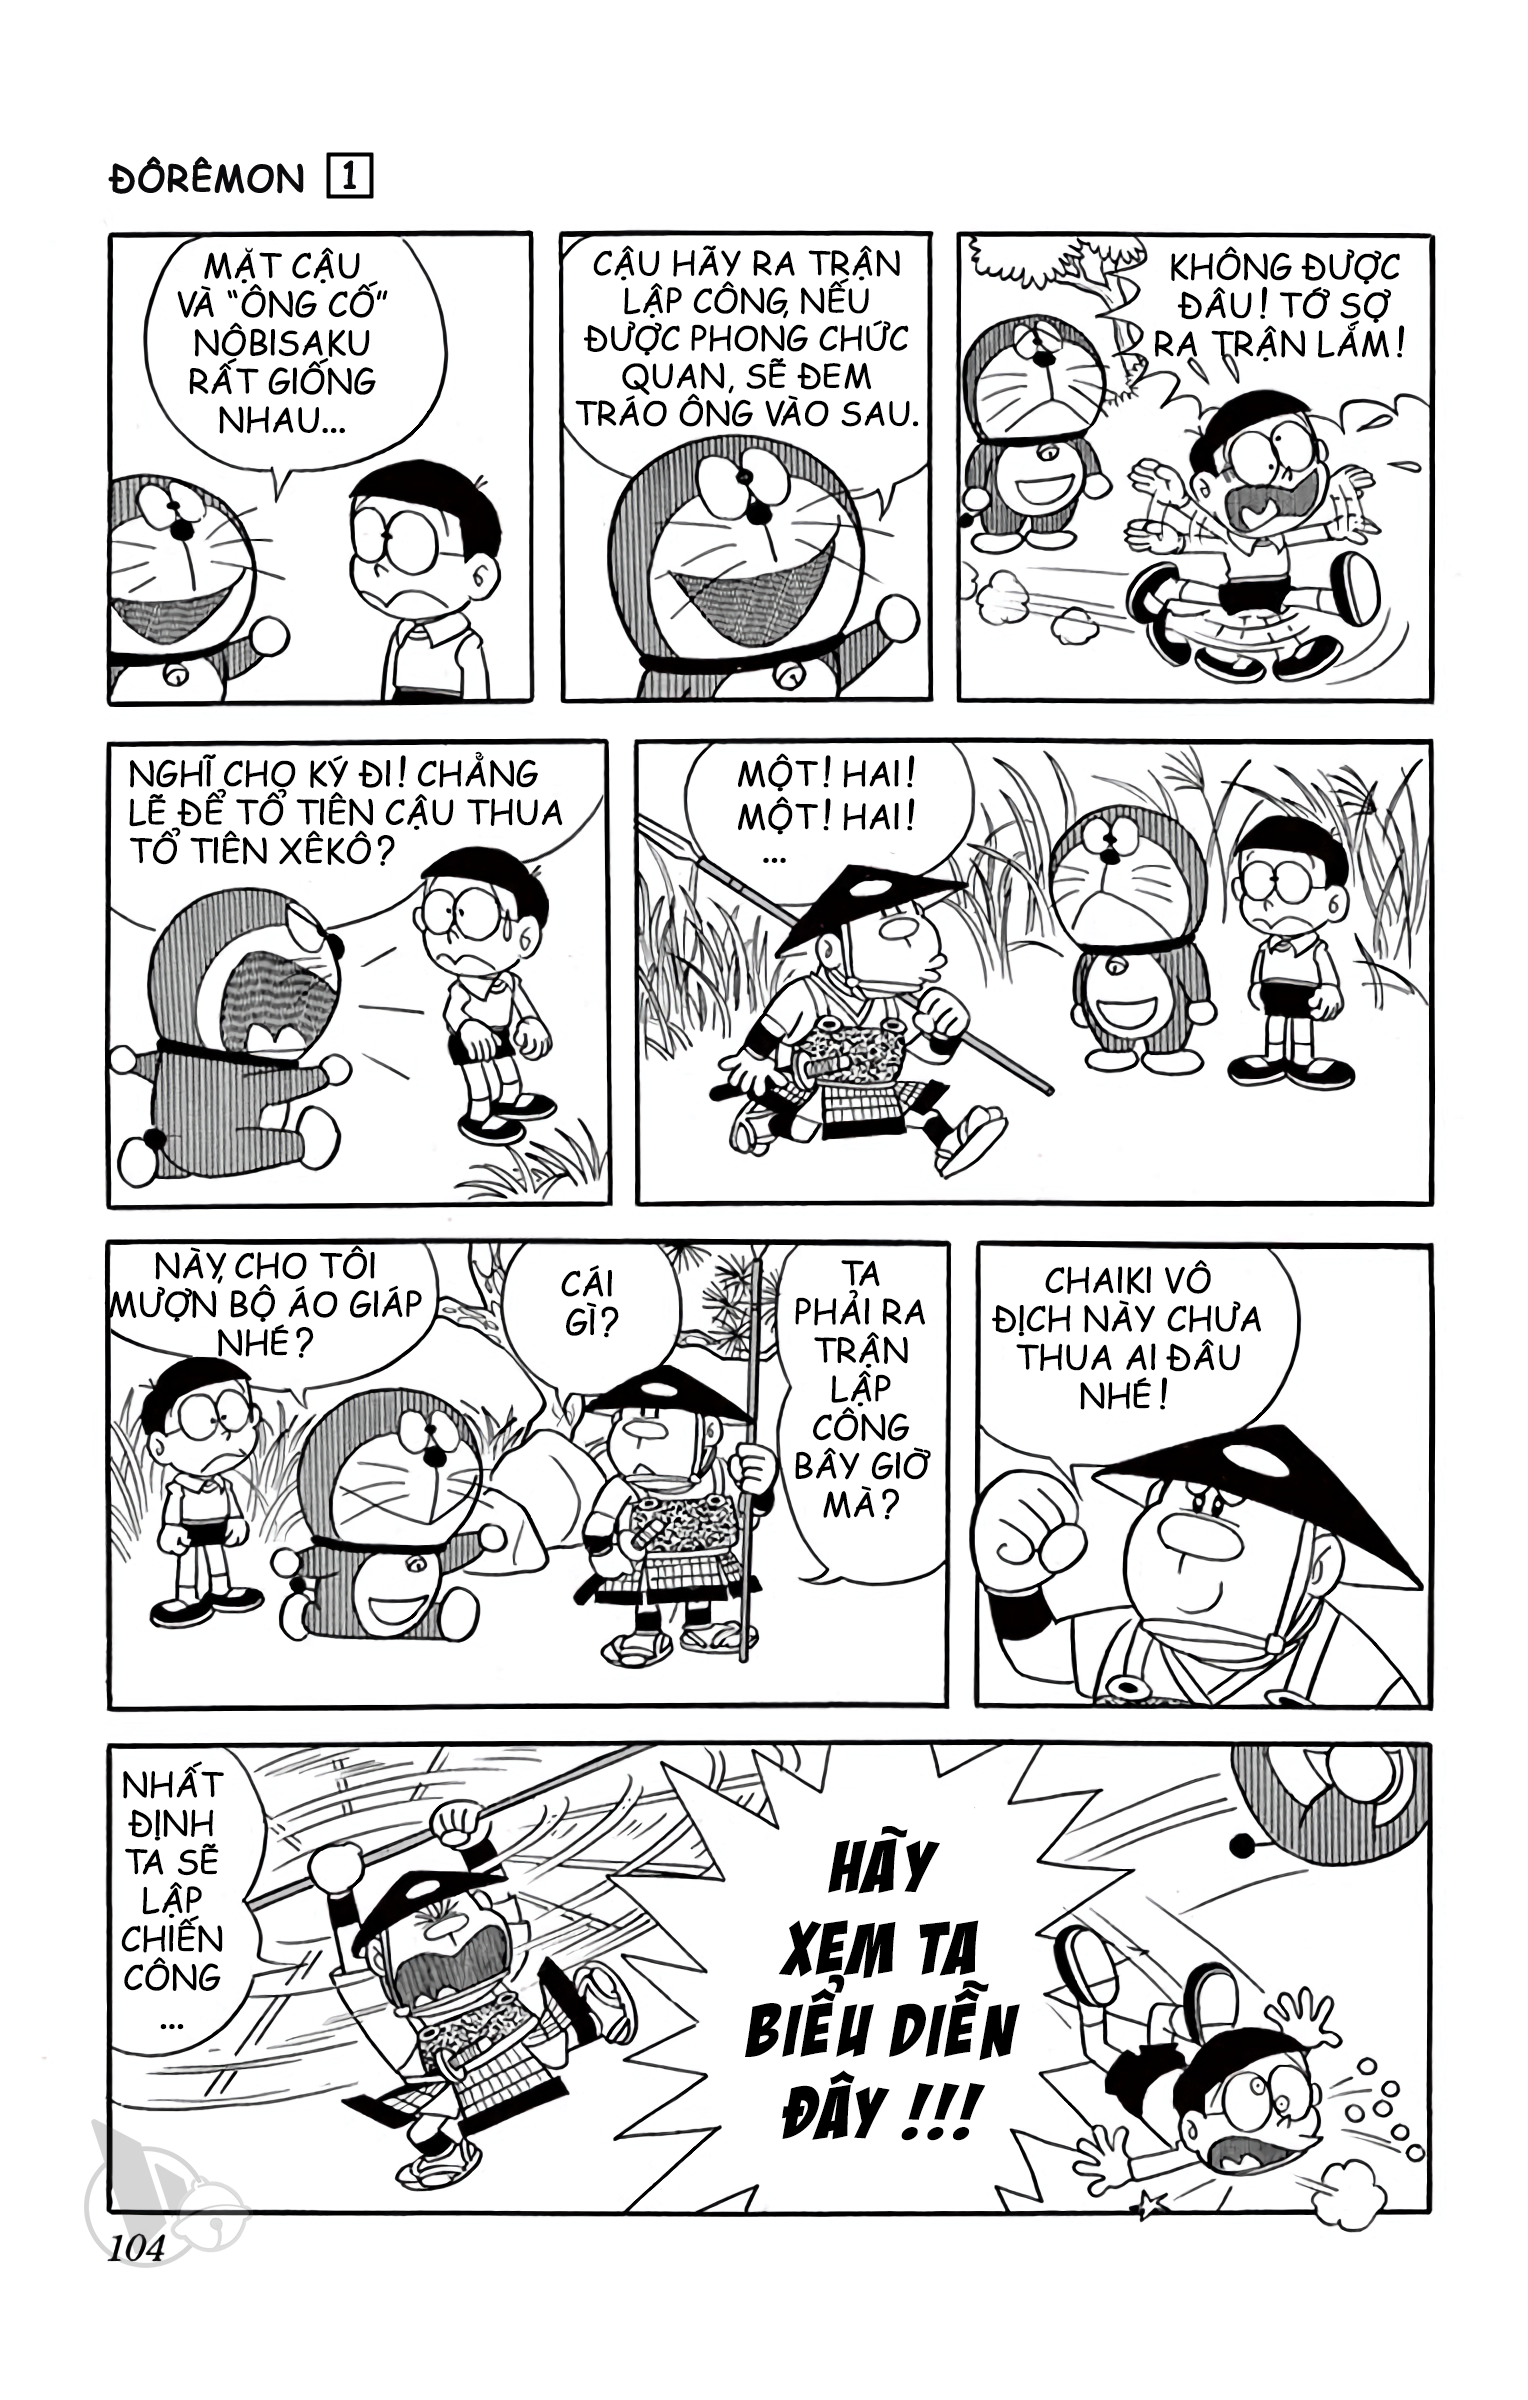 ĐÔRÊMON 1
MẶT CẬU
VÀ “ÔNG CỐ”
NÔBISAKU
RẤT GIỐNG
NHAU...
CẬU HÃY RA TRẬN
LẬP CÔNG, NẾU
ĐƯỢC PHONG CHỨC
QUAN, SẼ ĐEM
TRÁO ÔNG VÀO SAU.
KHÔNG ĐƯỢC
ĐÂU! TỚ SỢ
RA TRẬN LẮM!
NGHĨ CHO KỸ ĐI! CHẲNG
LẼ ĐỂ TỔ TIÊN CẬU THUA
TỔ TIÊN XÊKÔ?
MỘT! HAI!
MỘT! HAI!
...
NÀY, CHO TÔI
MƯỢN BỘ ÁO GIÁP
NHÉ?
CÁI
GÌ?
TA
PHẢI RA
TRẬN
LẬP
CÔNG
BÂY GIỜ
MÀ?
CHAIKI VÔ
ĐỊCH NÀY CHƯA
THUA AI ĐÂU
NHÉ!
NHẤT
ĐỊNH
TA SẼ
LẬP
CHIẾN
CÔNG
...
HÃY
XEM TA
BIỂU DIỄN
ĐÂY !!!
104